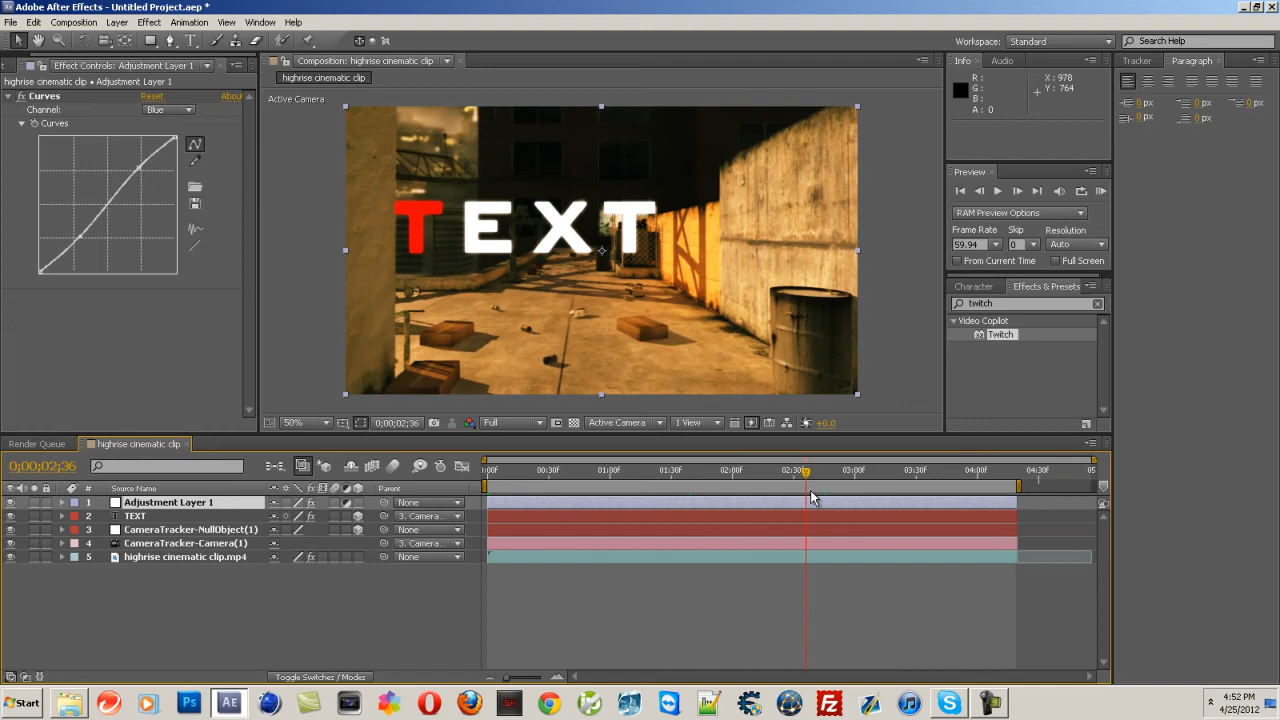 Adobe After Effects - Untitled Project.aep *
File Edit Composition Layer Effect Animation View Window Help
Workspace: Standard Search Help
Effect Controls: Adjustment Layer 1
highrise cinematic clip • Adjustment Layer 1
Curves Reset Abou
Channel: Blue
Curves
Composition: highrise cinematic clip
highrise cinematic clip
Active Camera
TEXT
50% 0;00;02;36 Full Active Camera 1 View +0.0
Info Audio
R: X: 978
G: Y: 764
B:
A: 0
Preview
RAM Preview Options
Frame Rate Skip Resolution
59.94 0 Auto
From Current Time Full Screen
Character Effects & Presets
twitch
Video Copilot
Twitch
Tracker Paragraph
0 px 0 px 0 px
0 px 0 px
Render Queue highrise cinematic clip
0;00;02;36
:00f 00:30f 01:00f 01:30f 02:00f 02:30f 03:00f 03:30f 04:00f 04:30f 05
# Source Name Parent
1 Adjustment Layer 1 None
2 TEXT 3. Camera...
3 CameraTracker-NullObject(1) None
4 CameraTracker-Camera(1) 3. Camera...
5 highrise cinematic clip.mp4 None
Toggle Switches / Modes
Start Ps Ae Sh Fz 4:52 PM
4/25/2012